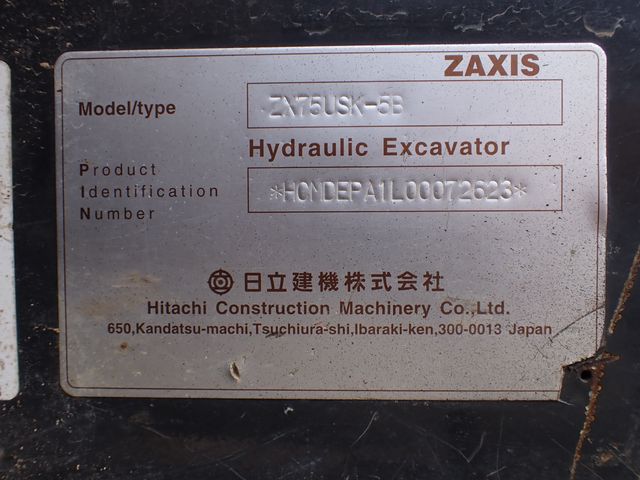 ZAXIS
Model/type ZX75USK-5B
Hydraulic Excavator
Product
Identification *HCMDEPA1L00072623*
Number
日立建機株式会社
Hitachi Construction Machinery Co.,Ltd.
650,Kandatsu-machi,Tsuchiura-shi,Ibaraki-ken,300-0013 Japan